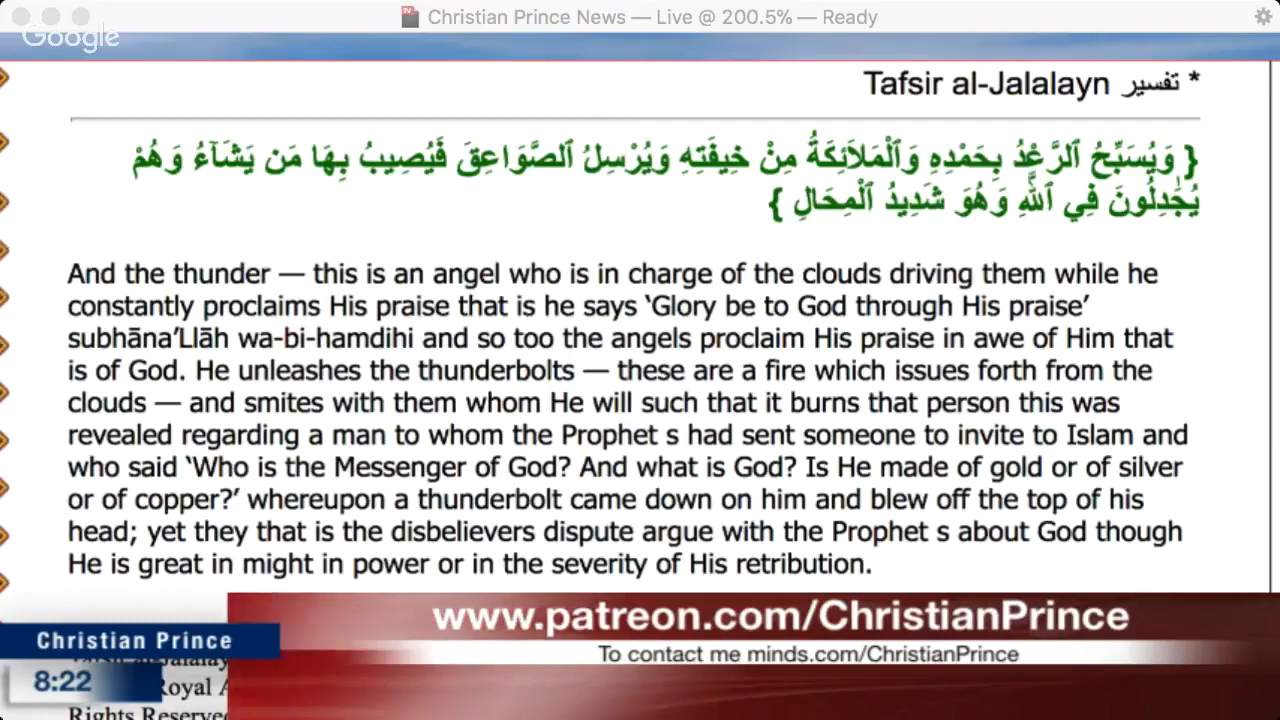 Christian Prince News — Live @ 200.5% — Ready
Google
* تفسير Tafsir al-Jalalayn
{ وَيُسَبِّحُ ٱلرَّعْدُ بِحَمْدِهِ وَٱلْمَلاَئِكَةُ مِنْ خِيفَتِهِ وَيُرْسِلُ ٱلصَّوَاعِقَ فَيُصِيبُ بِهَا مَن يَشَآءُ وَهُمْ
يُجَٰدِلُونَ فِي ٱللَّهِ وَهُوَ شَدِيدُ ٱلْمِحَالِ }
And the thunder — this is an angel who is in charge of the clouds driving them while he
constantly proclaims His praise that is he says ‘Glory be to God through His praise’
subhāna’Llāh wa-bi-hamdihi and so too the angels proclaim His praise in awe of Him that
is of God. He unleashes the thunderbolts — these are a fire which issues forth from the
clouds — and smites with them whom He will such that it burns that person this was
revealed regarding a man to whom the Prophet s had sent someone to invite to Islam and
who said ‘Who is the Messenger of God? And what is God? Is He made of gold or of silver
or of copper?’ whereupon a thunderbolt came down on him and blew off the top of his
head; yet they that is the disbelievers dispute argue with the Prophet s about God though
He is great in might in power or in the severity of His retribution.
www.patreon.com/ChristianPrince
Christian Prince
To contact me minds.com/ChristianPrince
8:22
Royal A
Rights Reserve